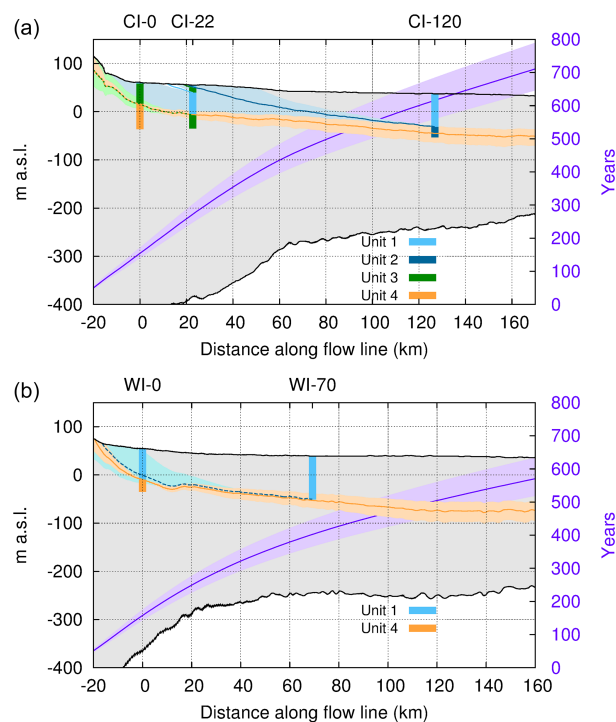 (a)
CI-0 CI-22 CI-120
100 800
0 700
-100 600
-200 500
-300 400
-400 300
200
100
0
m a.s.l.
Years
Unit 1
Unit 2
Unit 3
Unit 4
-20 0 20 40 60 80 100 120 140 160
Distance along flow line (km)
(b)
WI-0 WI-70
100 800
0 700
-100 600
-200 500
-300 400
-400 300
200
100
0
m a.s.l.
Years
Unit 1
Unit 4
-20 0 20 40 60 80 100 120 140 160
Distance along flow line (km)